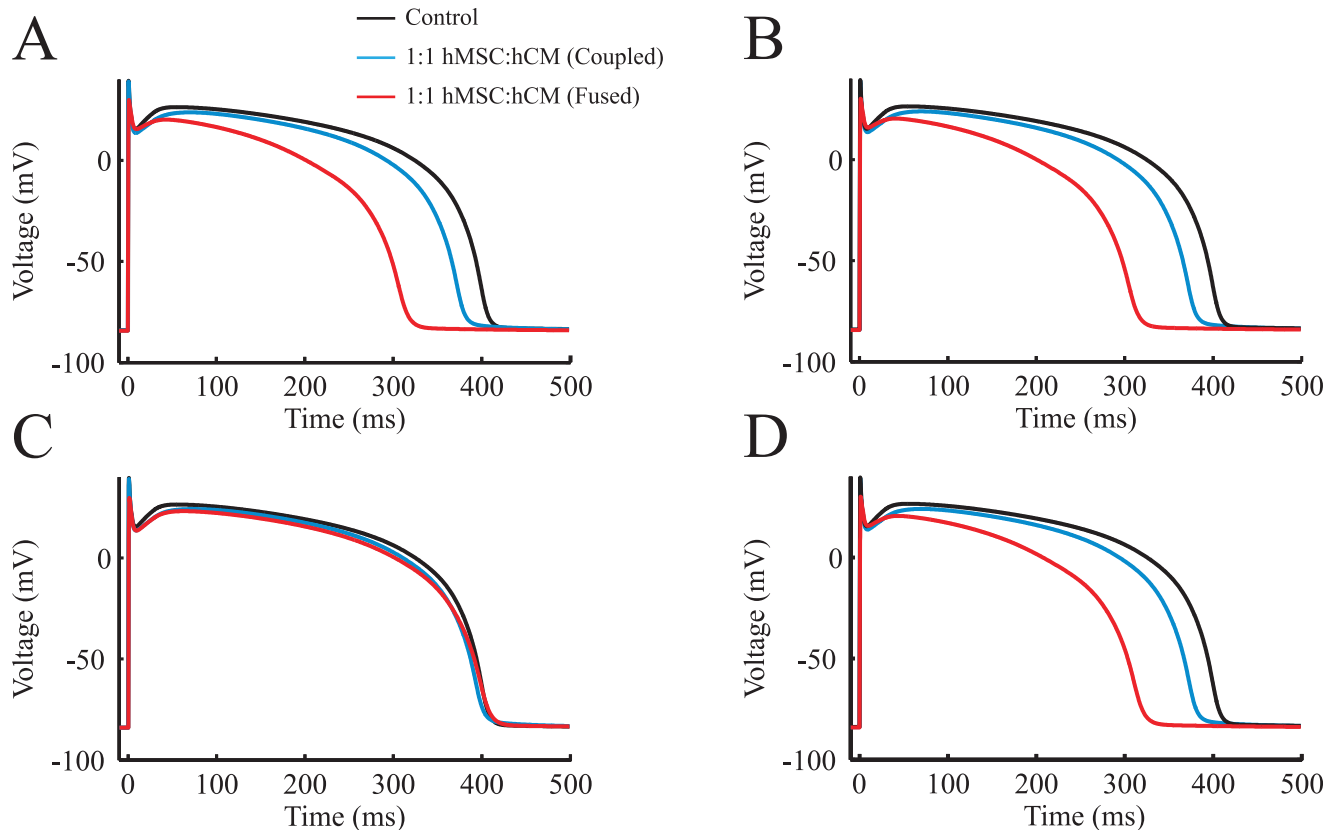 A
B
Control
1:1 hMSC:hCM (Coupled)
1:1 hMSC:hCM (Fused)
Voltage (mV)
0
-50
-100
0 100 200 300 400 500
Time (ms)
Voltage (mV)
0
-50
-100
0 100 200 300 400 500
Time (ms)
C
D
Voltage (mV)
0
-50
-100
0 100 200 300 400 500
Time (ms)
Voltage (mV)
0
-50
-100
0 100 200 300 400 500
Time (ms)